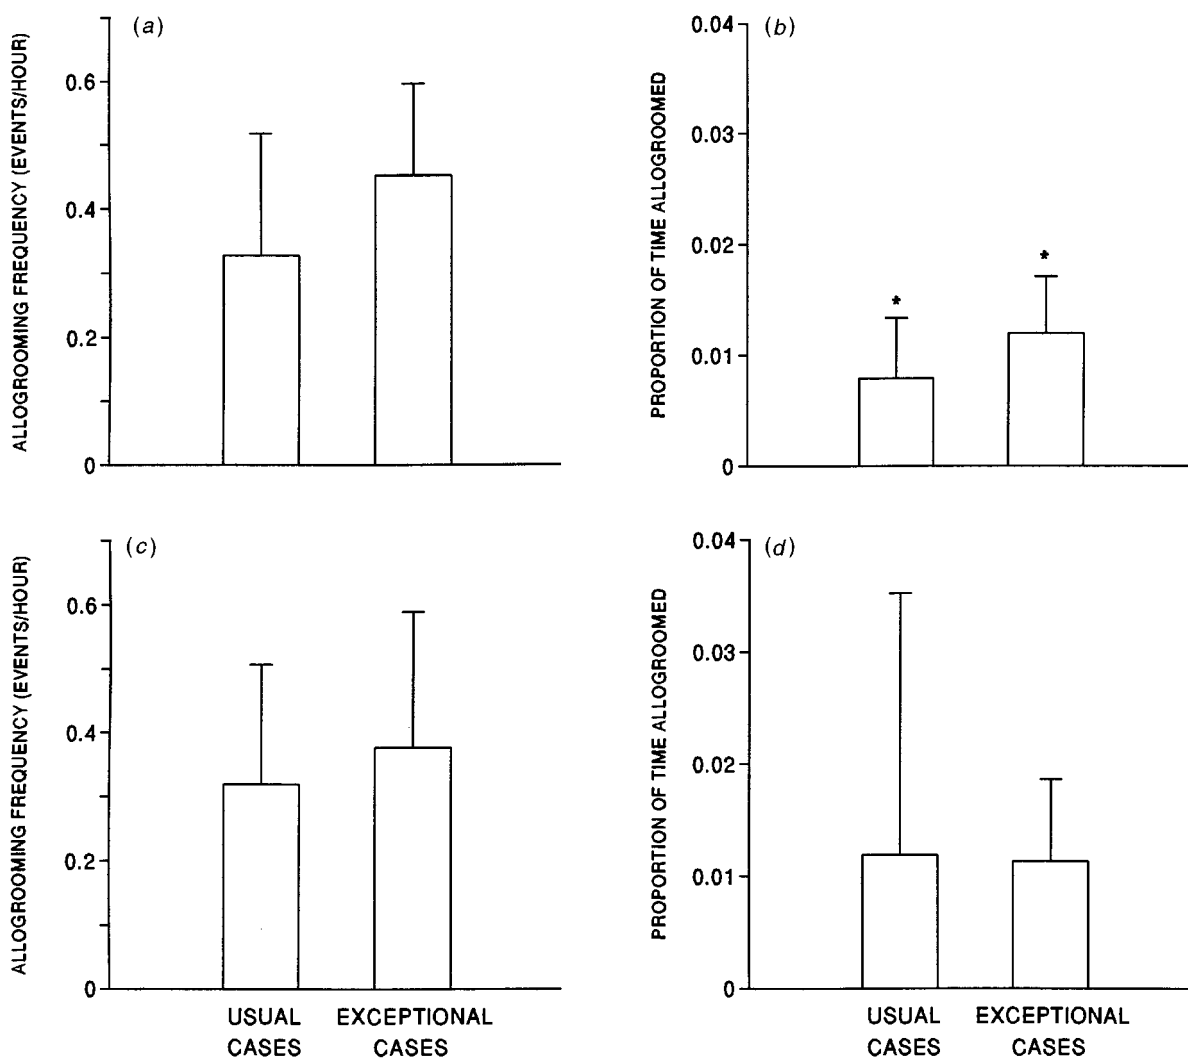 (a)
ALLOGROOMING FREQUENCY (EVENTS/HOUR)
0.6
0.4
0.2
0
(b)
PROPORTION OF TIME ALLOGROOMED
0.04
0.03
0.02
0.01
0
*
*
(c)
ALLOGROOMING FREQUENCY (EVENTS/HOUR)
0.6
0.4
0.2
0
USUAL
CASES
EXCEPTIONAL
CASES
(d)
PROPORTION OF TIME ALLOGROOMED
0.04
0.03
0.02
0.01
0
USUAL
CASES
EXCEPTIONAL
CASES